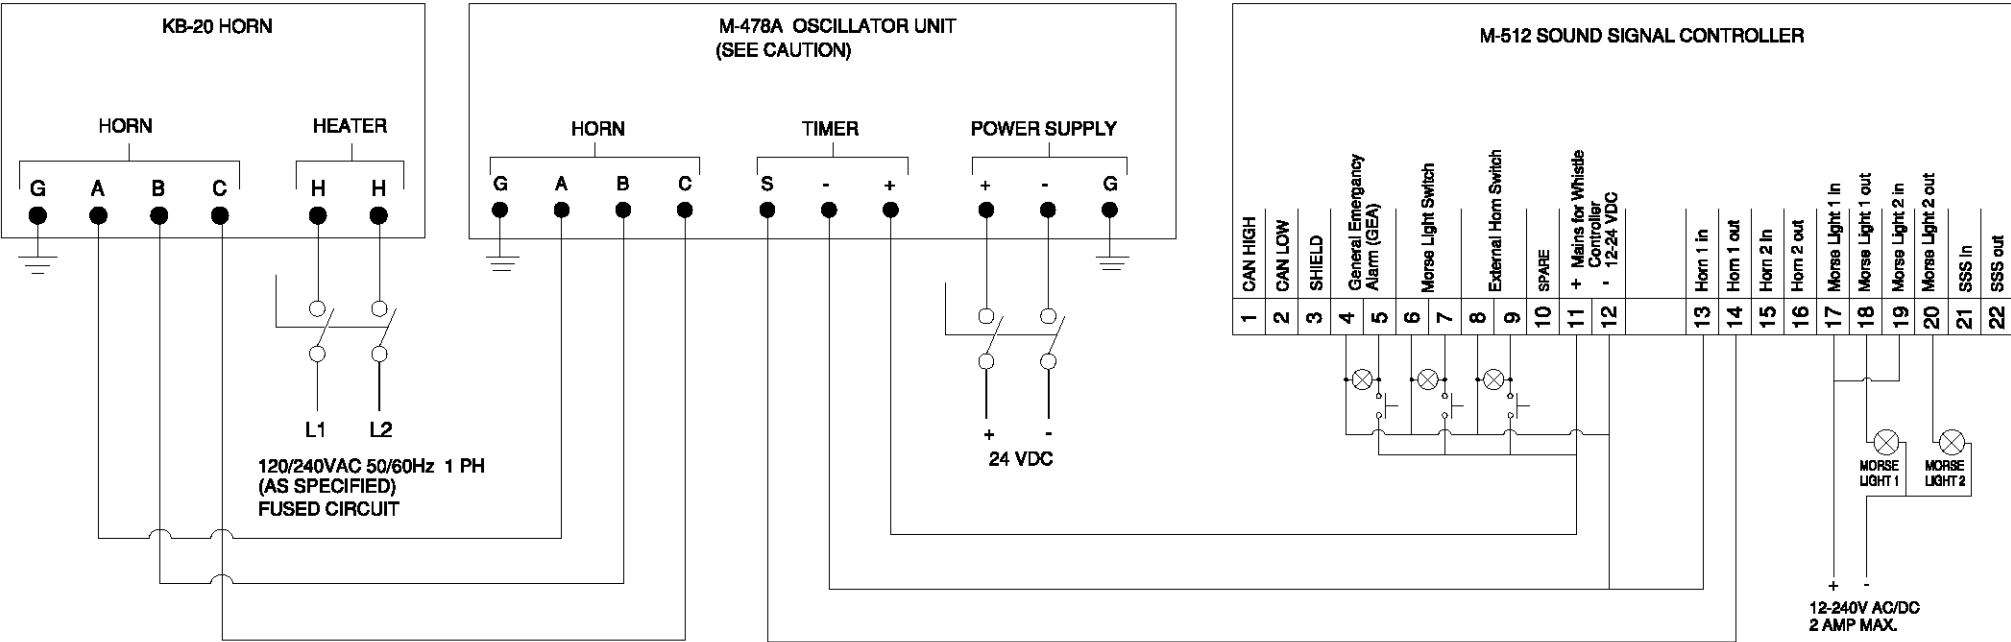 KB-20 HORN
HORN
HEATER
G A B C H H
L1 L2
120/240VAC 50/60Hz 1 PH
(AS SPECIFIED)
FUSED CIRCUIT
M-478A OSCILLATOR UNIT
(SEE CAUTION)
HORN
TIMER
POWER SUPPLY
G A B C S - + + - G
+ -
24 VDC
M-512 SOUND SIGNAL CONTROLLER
CAN HIGH
CAN LOW
SHIELD
General Emergancy
Alarm (GEA)
Morse Light Switch
External Horn Switch
SPARE
+ Mains for Whistle
Controller
- 12-24 VDC
Horn 1 in
Horn 1 out
Horn 2 In
Horn 2 out
Morse Light 1 In
Morse Light 1 out
Morse Light 2 in
Morse Light 2 out
SSS In
SSS out
1 2 3 4 5 6 7 8 9 10 11 12 13 14 15 16 17 18 19 20 21 22
MORSE
LIGHT 1
MORSE
LIGHT 2
+ -
12-240V AC/DC
2 AMP MAX.